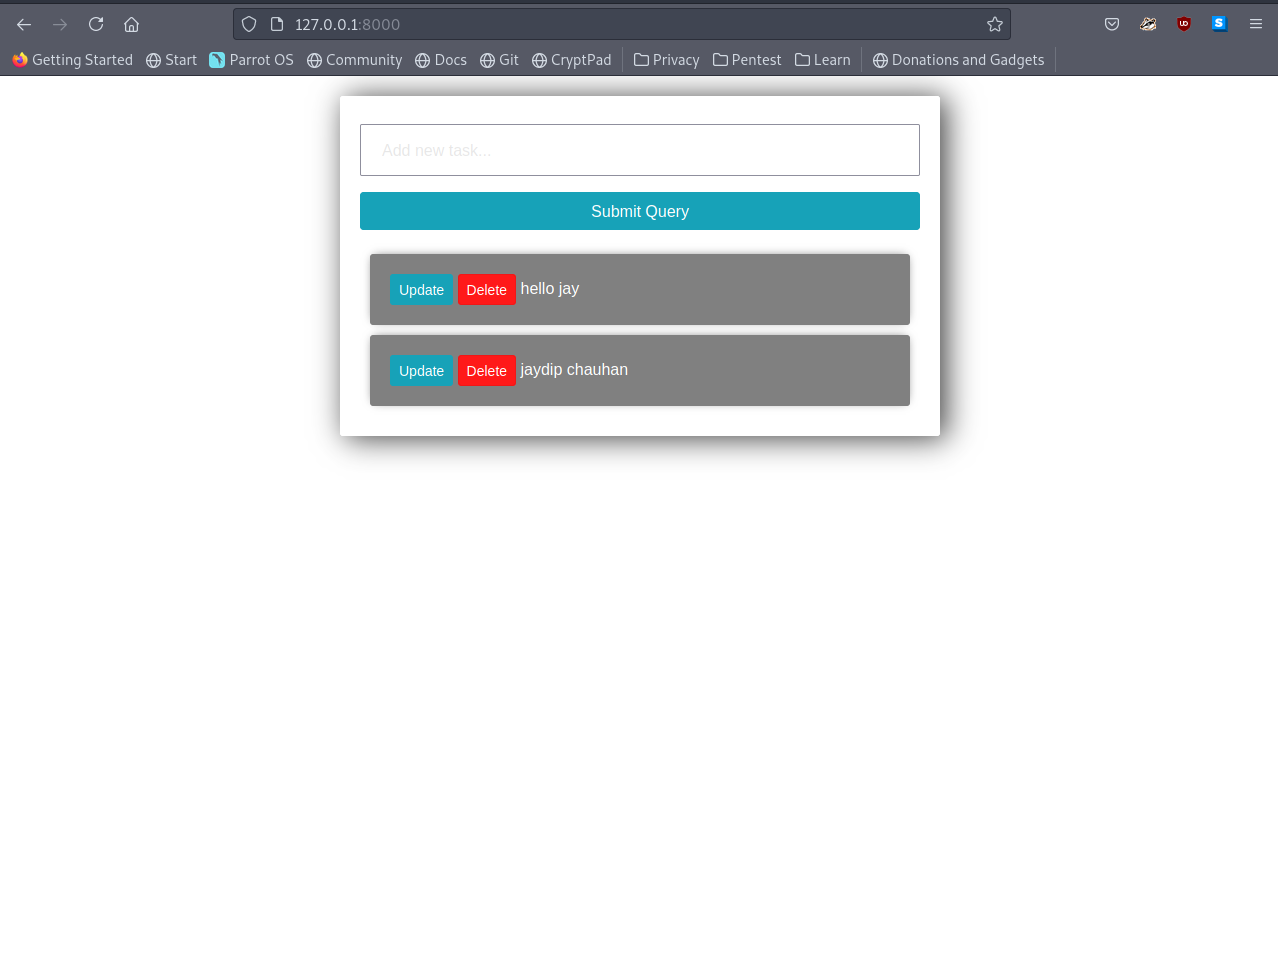 127.0.0.1:8000
Getting Started Start Parrot OS Community Docs Git CryptPad Privacy Pentest Learn Donations and Gadgets
Add new task...
Submit Query
Update Delete hello jay
Update Delete jaydip chauhan